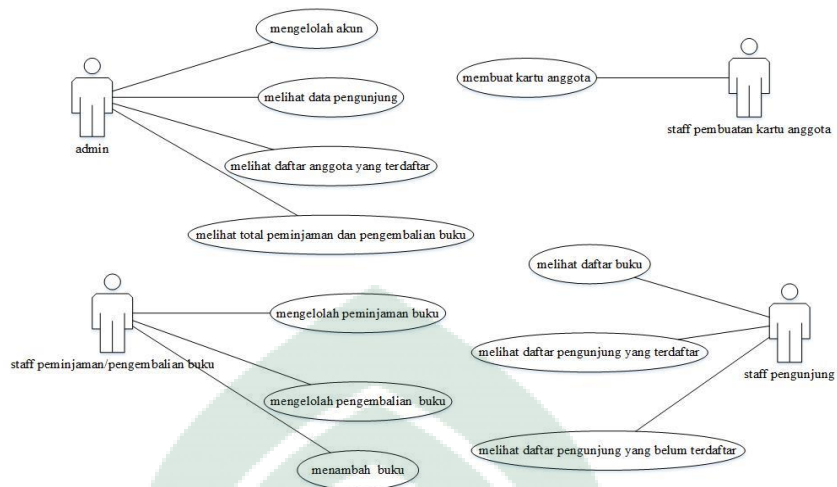 mengelolah akun
melihat data pengunjung
admin
melihat daftar anggota yang terdaftar
melihat total peminjaman dan pengembalian buku
membuat kartu anggota
staff pembuatan kartu anggota
mengelolah peminjaman buku
staff peminjaman/pengembalian buku
mengelolah pengembalian buku
menambah buku
melihat daftar buku
melihat daftar pengunjung yang terdaftar
staff pengunjung
melihat daftar pengunjung yang belum terdaftar